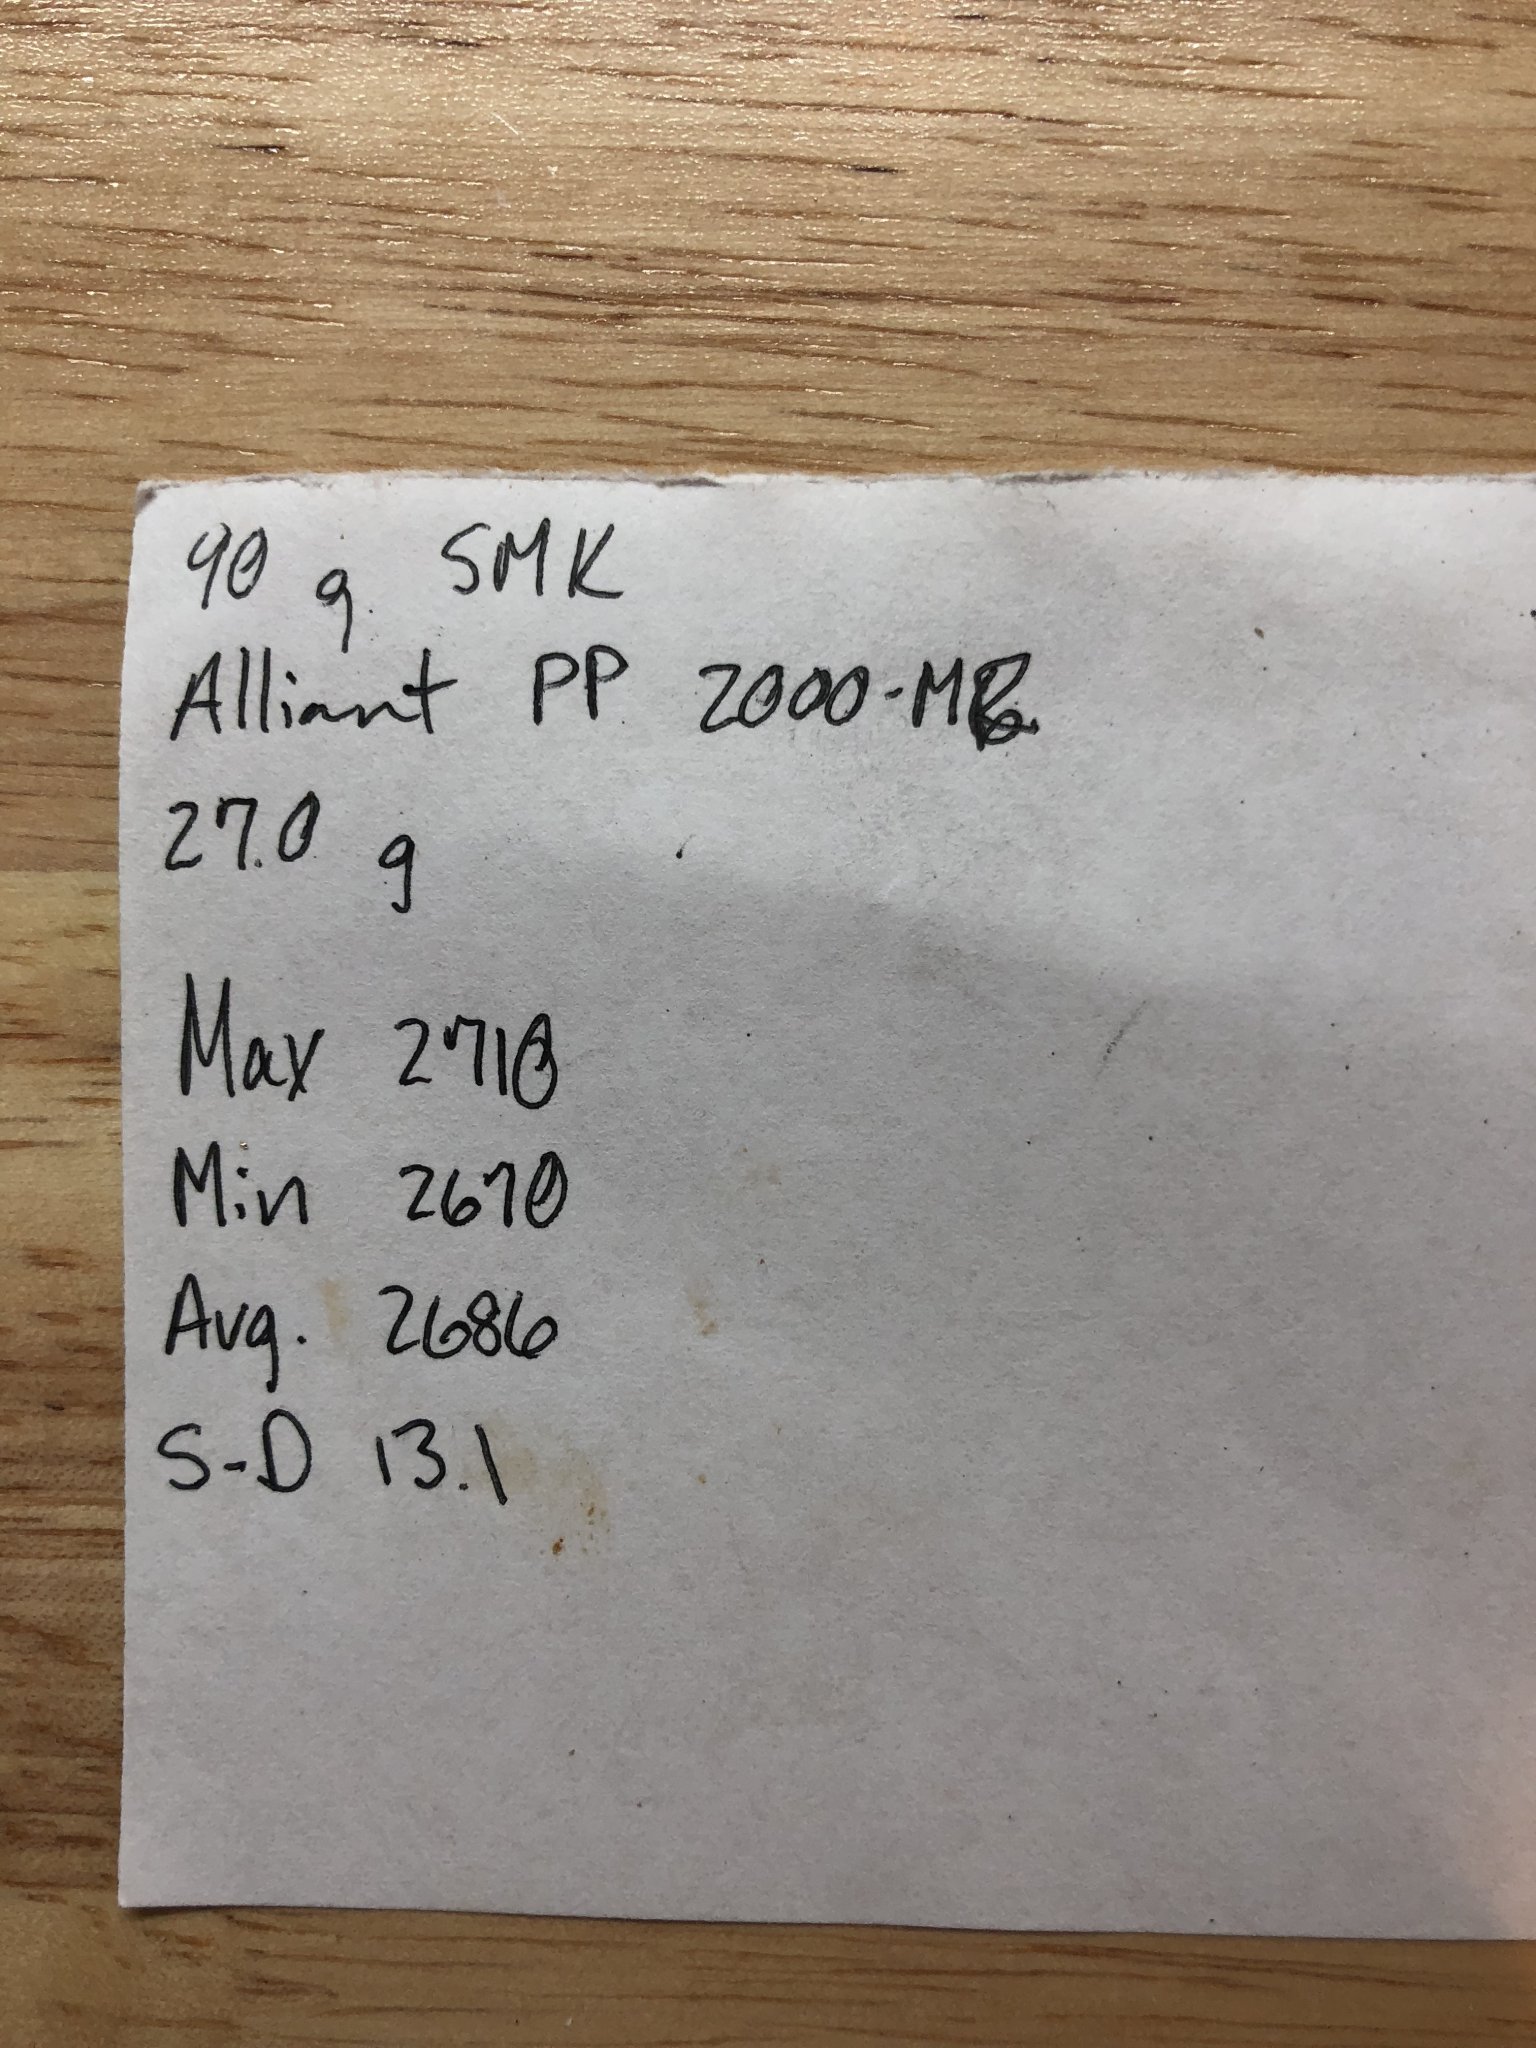 90 g. SMK
Alliant PP 2000-MR
27.0 g
Max 2710
Min 2670
Avg. 2686
S-D 13.1